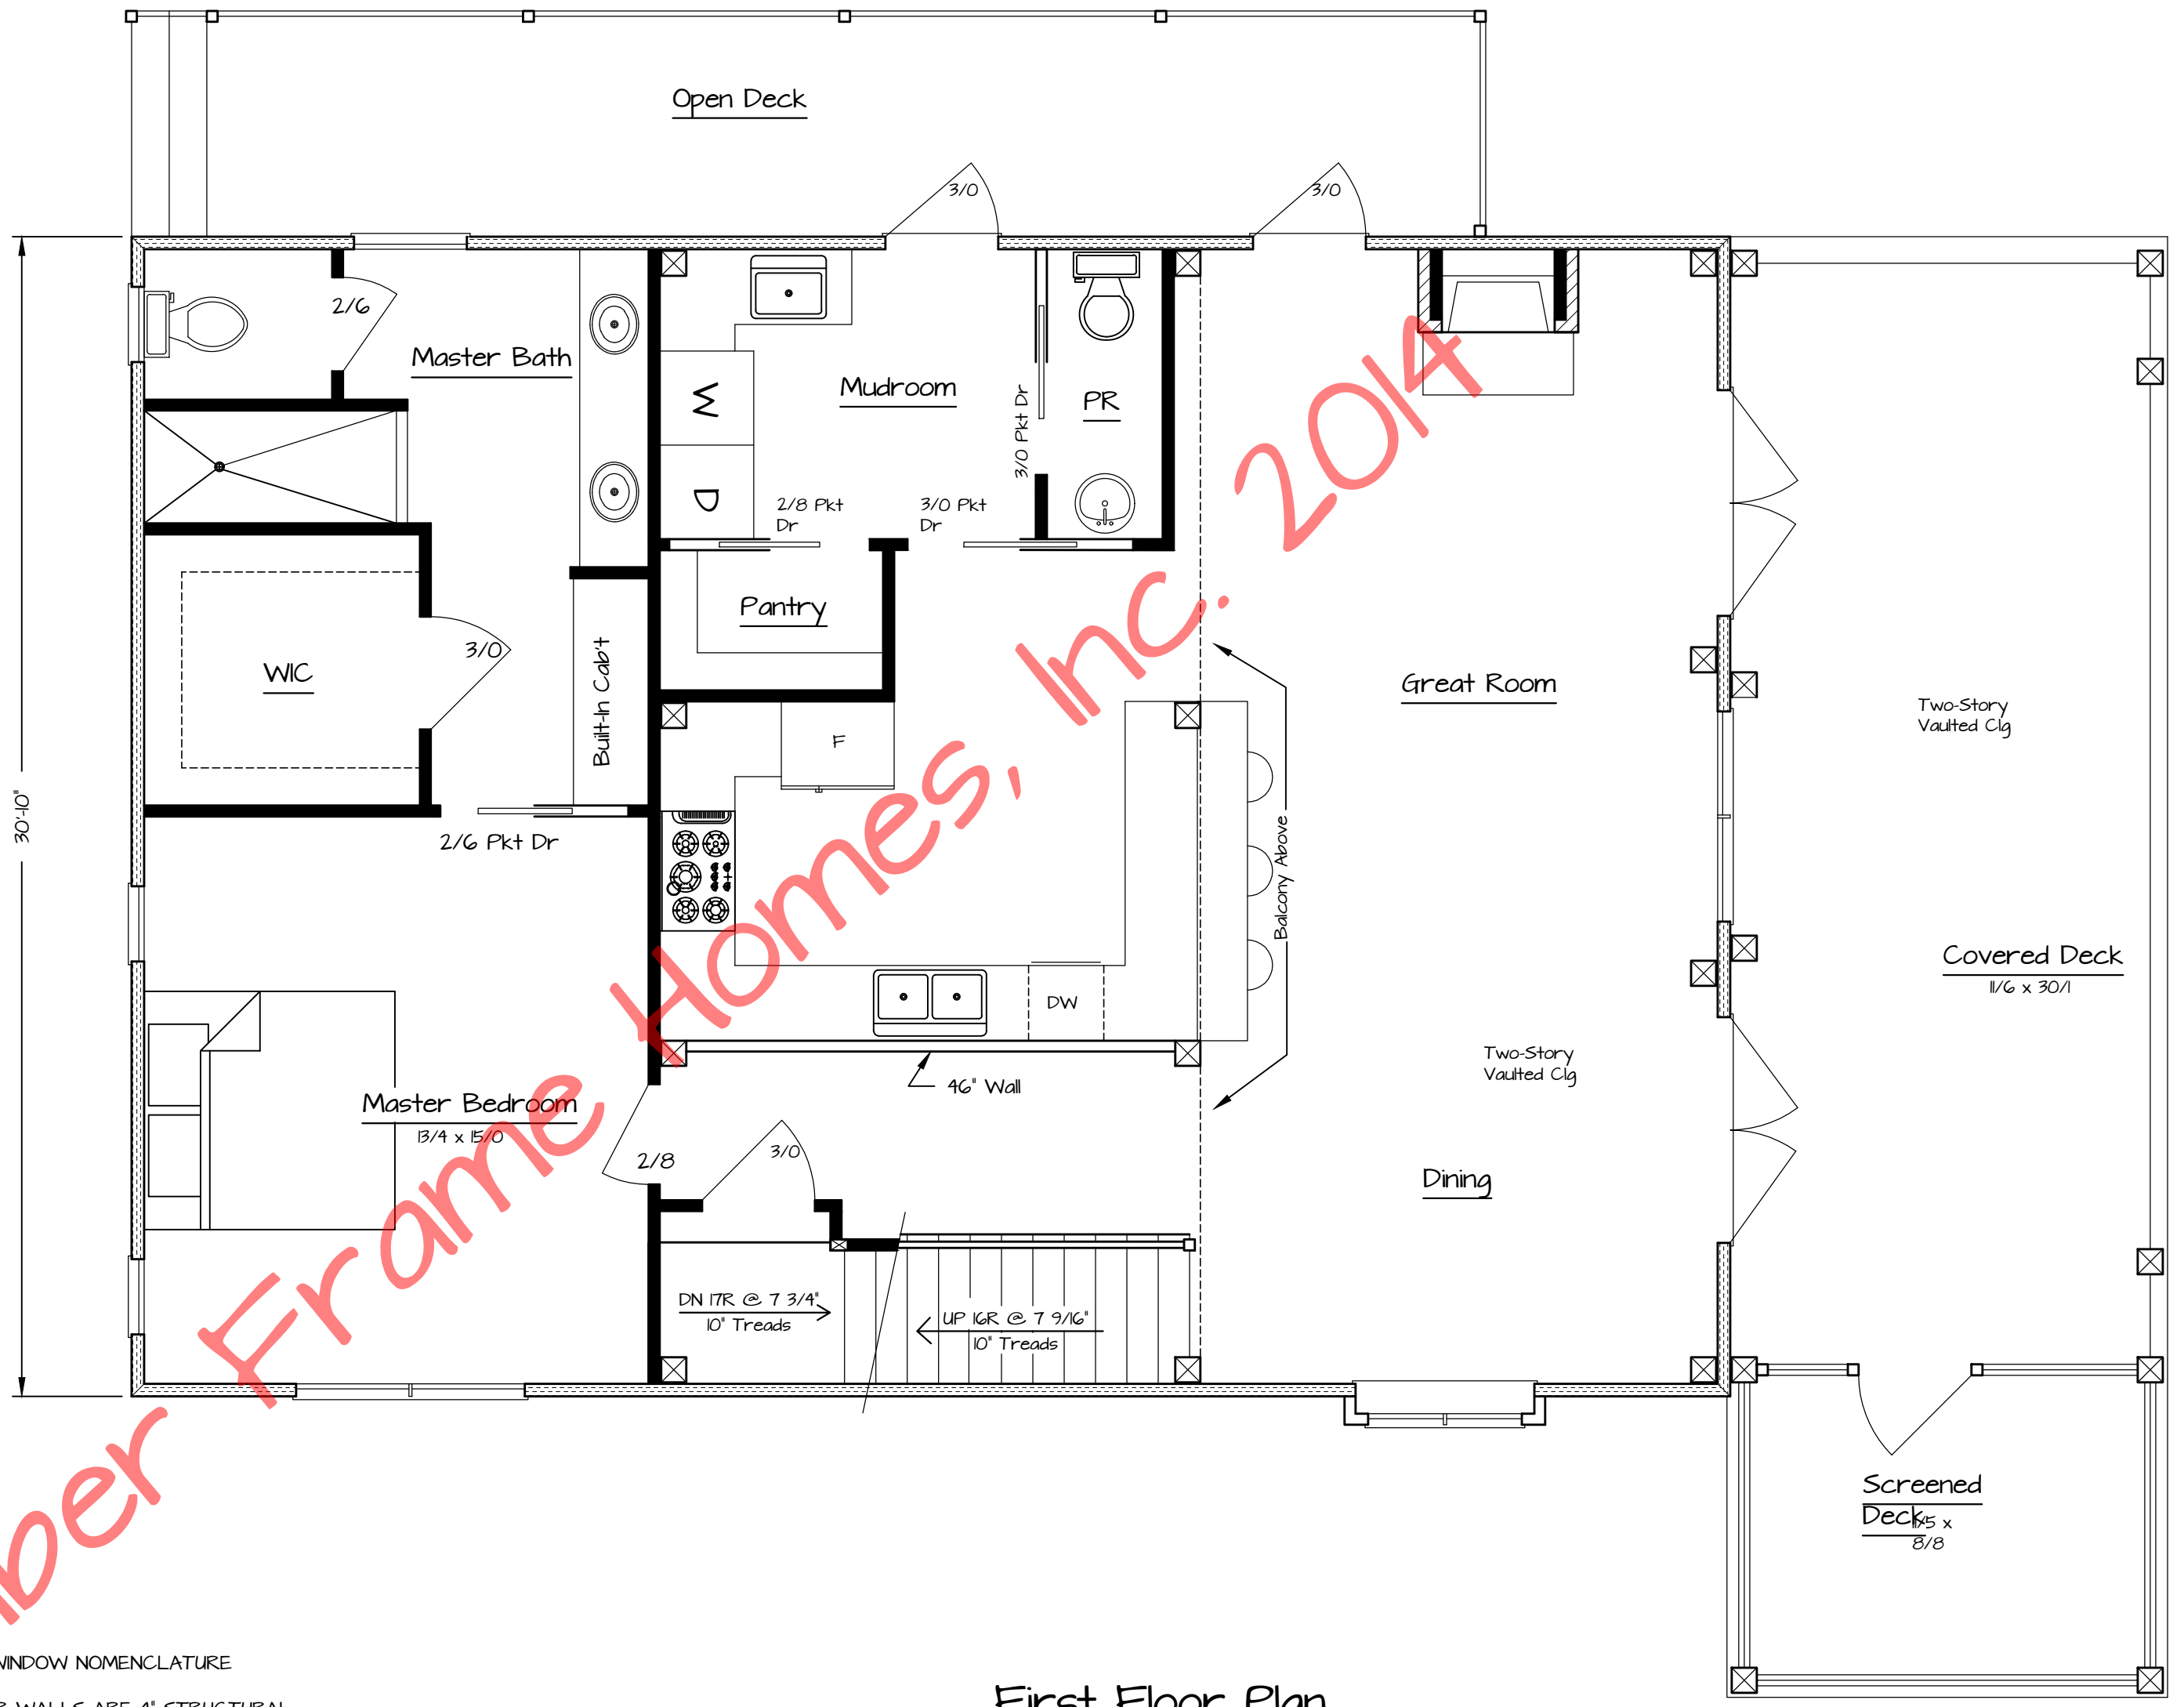 Open Deck
3/0
3/0
2/6
Master Bath
Mudroom
PR
3/0 Pkt Dr
W
D
2/8 Pkt
Dr
3/0 Pkt
Dr
Pantry
WIC
3/0
Built-In Cab't
Great Room
Two-Story
Vaulted Clg
F
30'-10"
2/6 Pkt Dr
Balcony Above
Covered Deck
11/6 x 30/1
DW
46" Wall
Two-Story
Vaulted Clg
Master Bedroom
13/4 x 15/0
2/8
3/0
Dining
DN 17R @ 7 3/4"
10" Treads
UP 16R @ 7 9/16"
10" Treads
Screened
Deck
8/8
Frame Homes, Inc. 2014
WINDOW NOMENCLATURE
WALLS ARE 4" STRUCTURAL
First Floor Plan